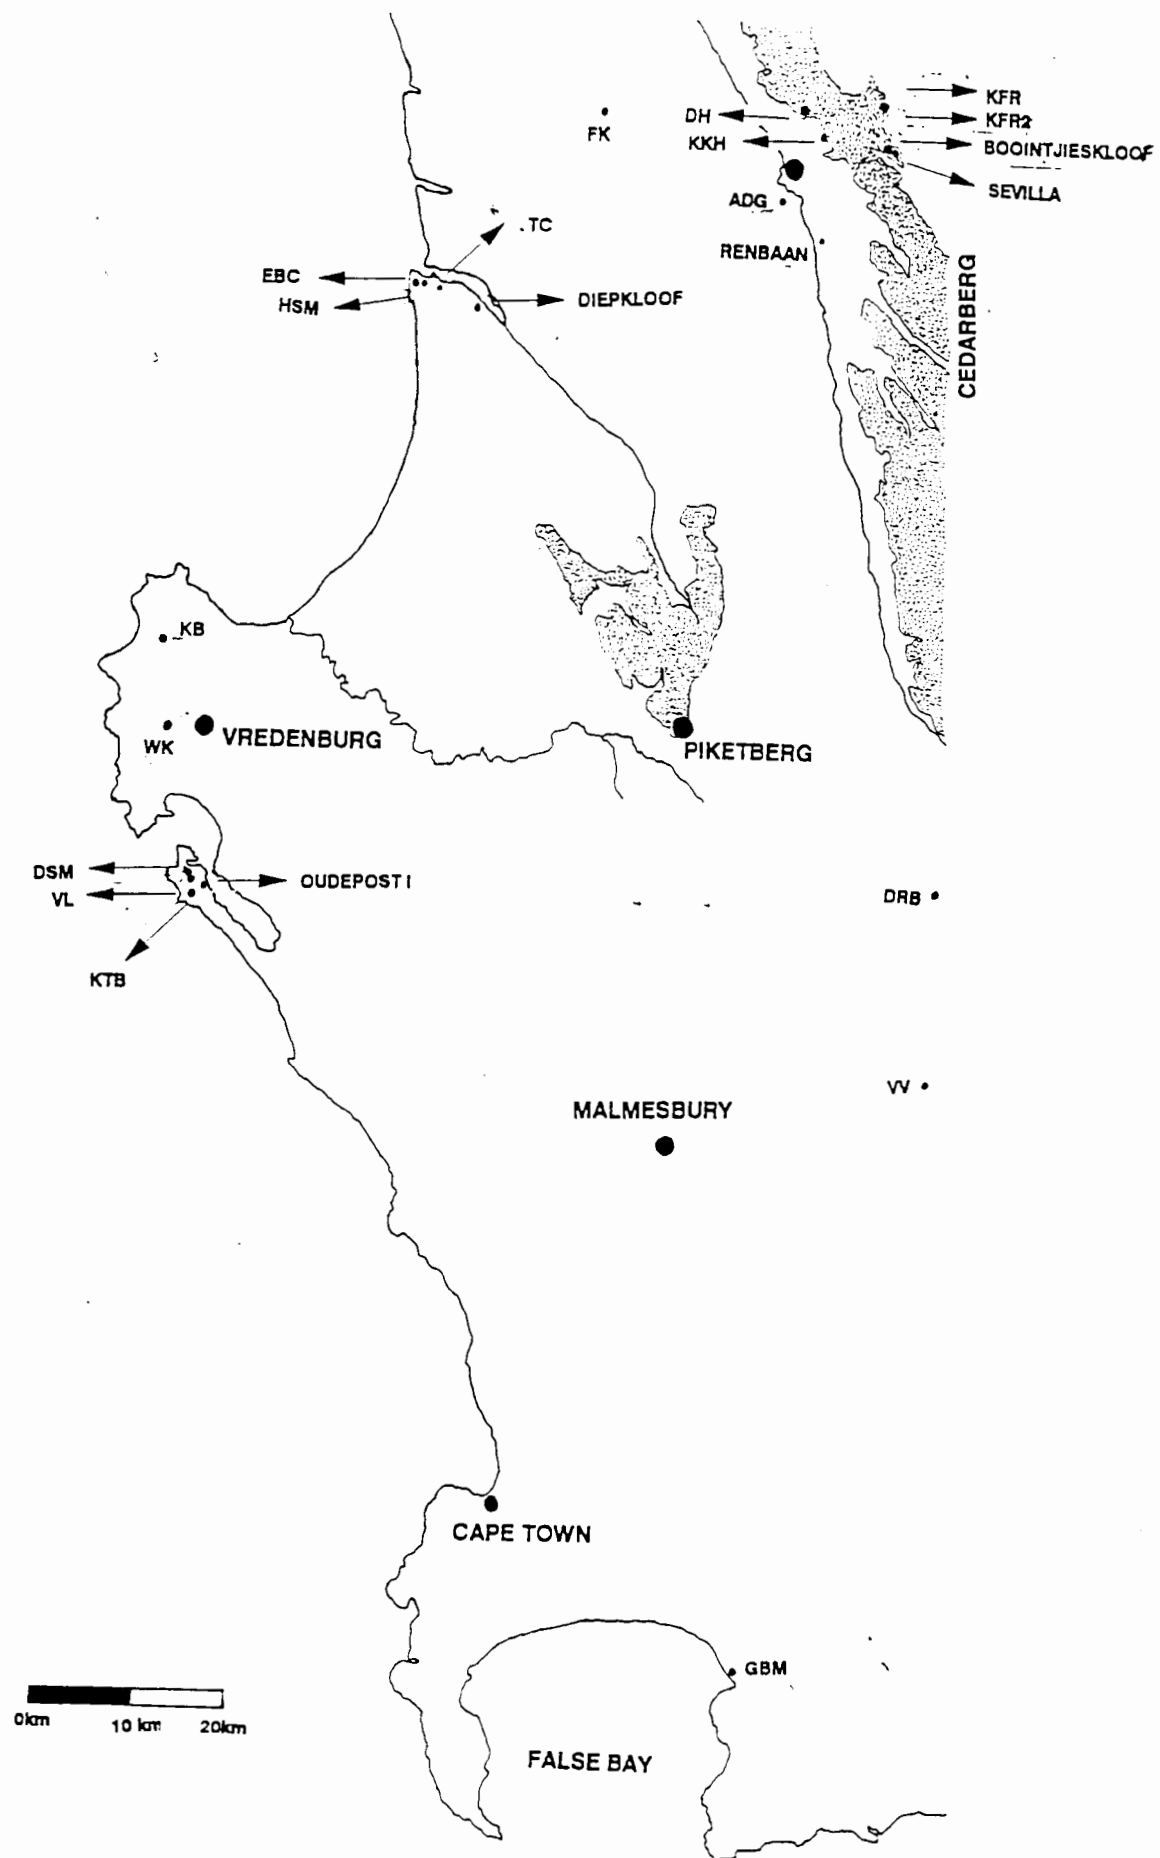 KFR
DH
KFR2
FK
KKH
BOOINTJIESKLOOF
SEVILLA
ADG
.TC
RENBAAN
EBC
HSM
DIEPKLOOF
CEDARBERG
KB
WK
VREDENBURG
PIKETBERG
DSM
VL
OUDEPOST I
DRB
KTB
VV
MALMESBURY
CAPE TOWN
GBM
0km 10 km 20km
FALSE BAY